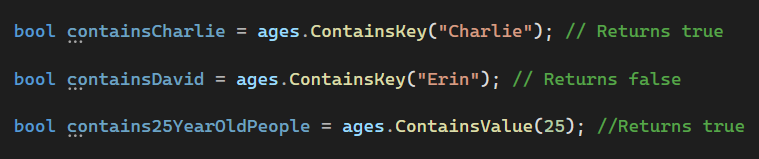 bool containsCharlie = ages.ContainsKey("Charlie"); // Returns true
bool containsDavid = ages.ContainsKey("Erin"); // Returns false
bool contains25YearOldPeople = ages.ContainsValue(25); //Returns true